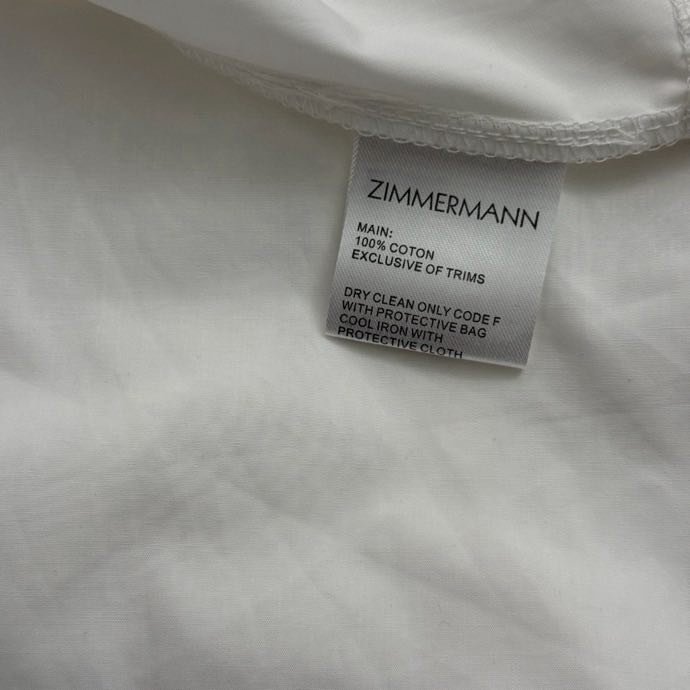 ZIMMERMANN
MAIN:
100% COTON
EXCLUSIVE OF TRIMS
DRY CLEAN ONLY CODE F
WITH PROTECTIVE BAG
COOL IRON WITH
PROTECTIVE CLOTH